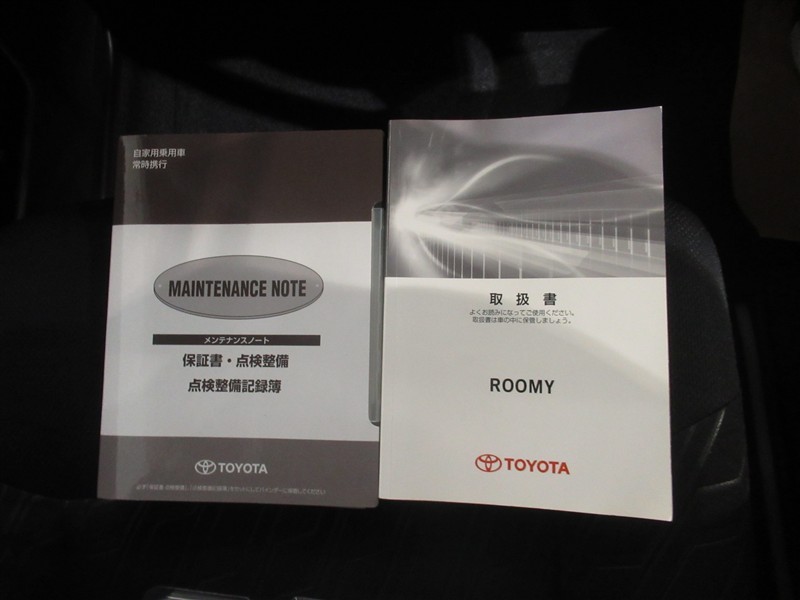 自家用乗用車
常時携行
MAINTENANCE NOTE
メンテナンスノート
保証書・点検整備
点検整備記録簿
TOYOTA
取扱書
よくお読みになってご使用ください。
取扱書は車の中に保管しましょう。
ROOMY
TOYOTA